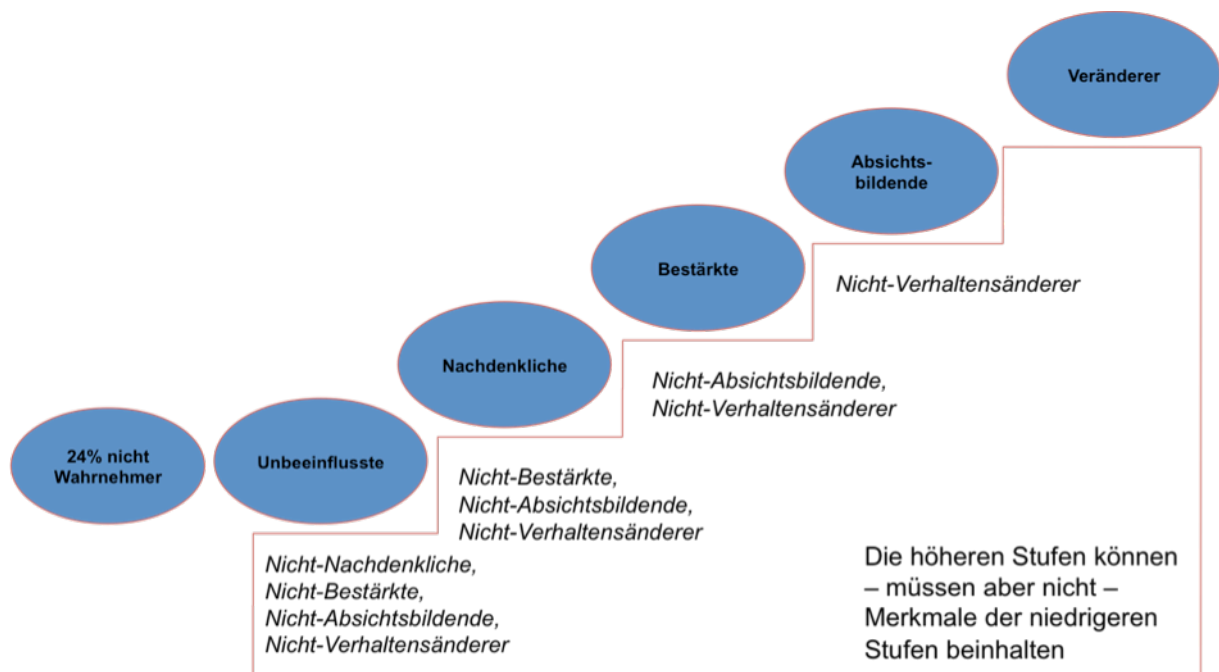 Veränderer
Absichts-
bildende
Bestärkte
Nicht-Verhaltensänderer
Nachdenkliche
Nicht-Absichtsbildende,
Nicht-Verhaltensänderer
24% nicht
Wahrnehmer
Unbeeinflusste
Nicht-Bestärkte,
Nicht-Absichtsbildende,
Nicht-Verhaltensänderer
Nicht-Nachdenkliche,
Nicht-Bestärkte,
Nicht-Absichtsbildende,
Nicht-Verhaltensänderer
Die höheren Stufen können
– müssen aber nicht –
Merkmale der niedrigeren
Stufen beinhalten